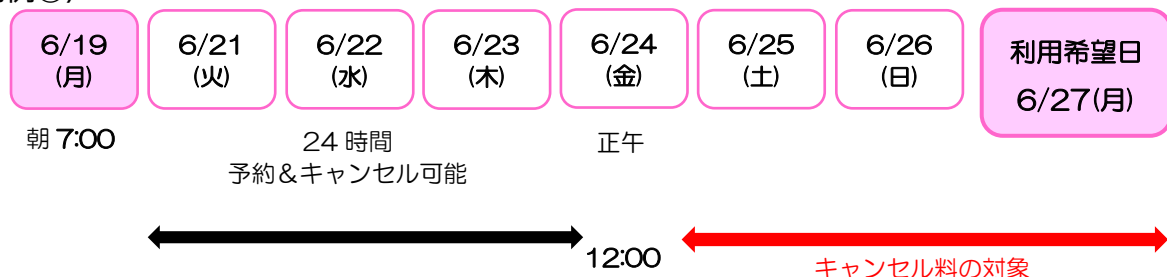 6/19
(月)
6/21
(火)
6/22
(水)
6/23
(木)
6/24
(金)
6/25
(土)
6/26
(日)
利用希望日
6/27(月)
朝 7:00
24 時間
予約&キャンセル可能
正午
12:00
キャンセル料の対象